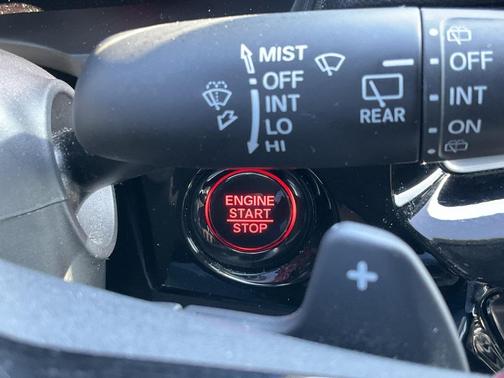 MIST
OFF
INT
LO
HI
REAR
OFF
INT
ON
ENGINE
START
STOP
+